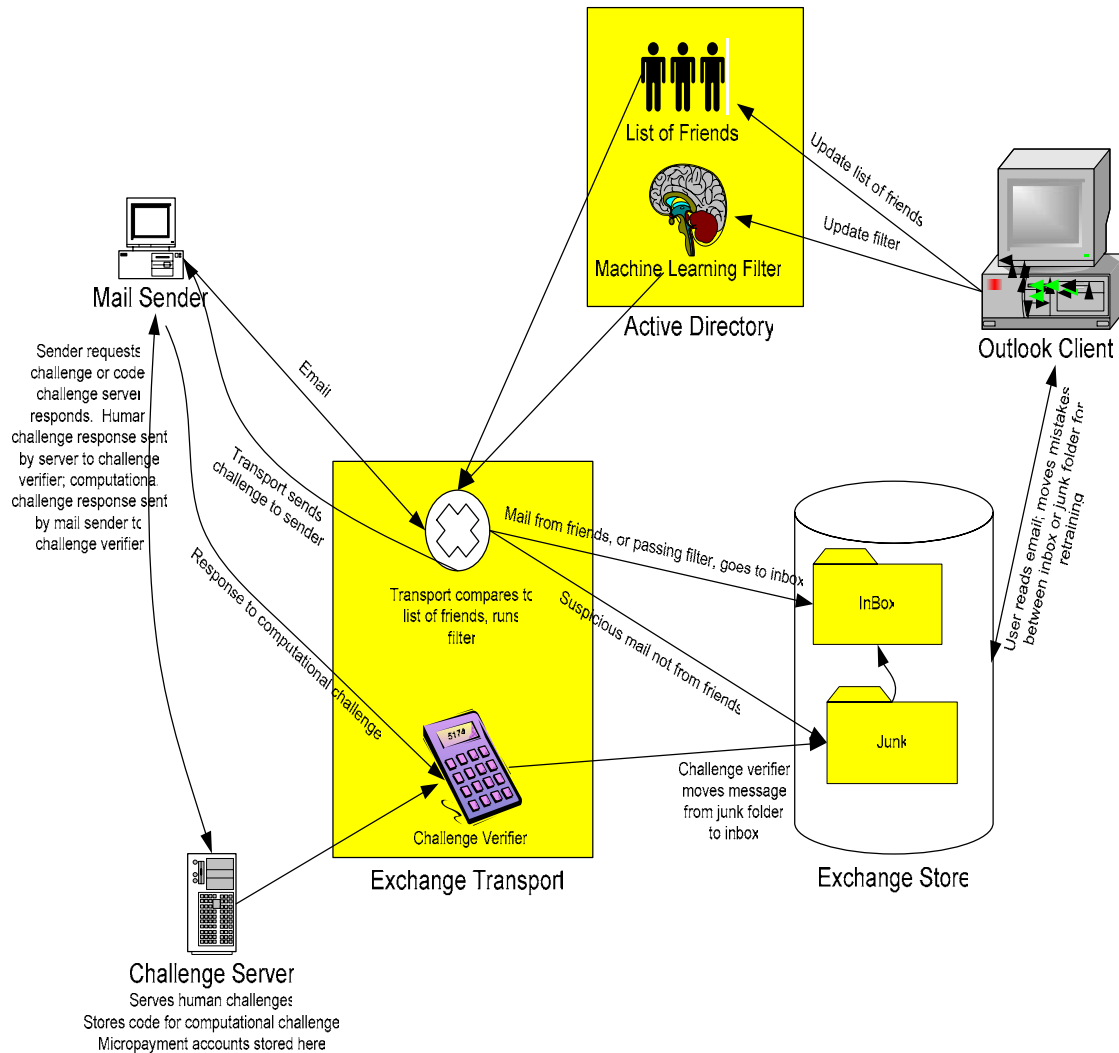 List of Friends
Machine Learning Filter
Active Directory
Update list of friends
Update filter
Outlook Client
Mail Sender
Sender requests
challenge or code
challenge server
responds. Human
challenge response sent
by server to challenge
verifier; computationa
challenge response sent
by mail sender to
challenge verifier
Email
Transport sends
challenge to sender
Response to computational challenge
Transport compares to
list of friends, runs
filter
Mail from friends, or passing filter, goes to inbox
Suspicious mail not from friends
User reads email; moves mistakes
between inbox or junk folder for
retraining
InBox
Junk
5174
Challenge Verifier
Exchange Transport
Challenge verifier
moves message
from junk folder
to inbox
Exchange Store
Challenge Server
Serves human challenges
Stores code for computational challenge
Micropayment accounts stored here